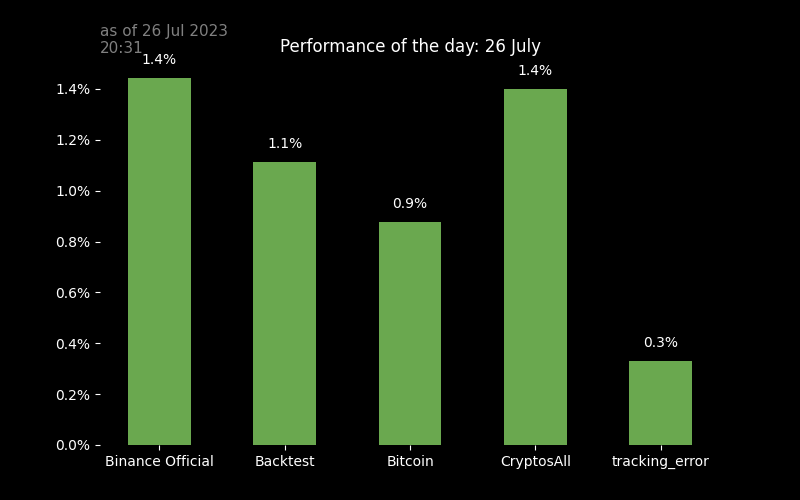 as of 26 Jul 2023
20:31
Performance of the day: 26 July
1.4%
1.1%
0.9%
1.4%
0.3%
1.4%
1.2%
1.0%
0.8%
0.6%
0.4%
0.2%
0.0%
Binance Official
Backtest
Bitcoin
CryptosAll
tracking_error